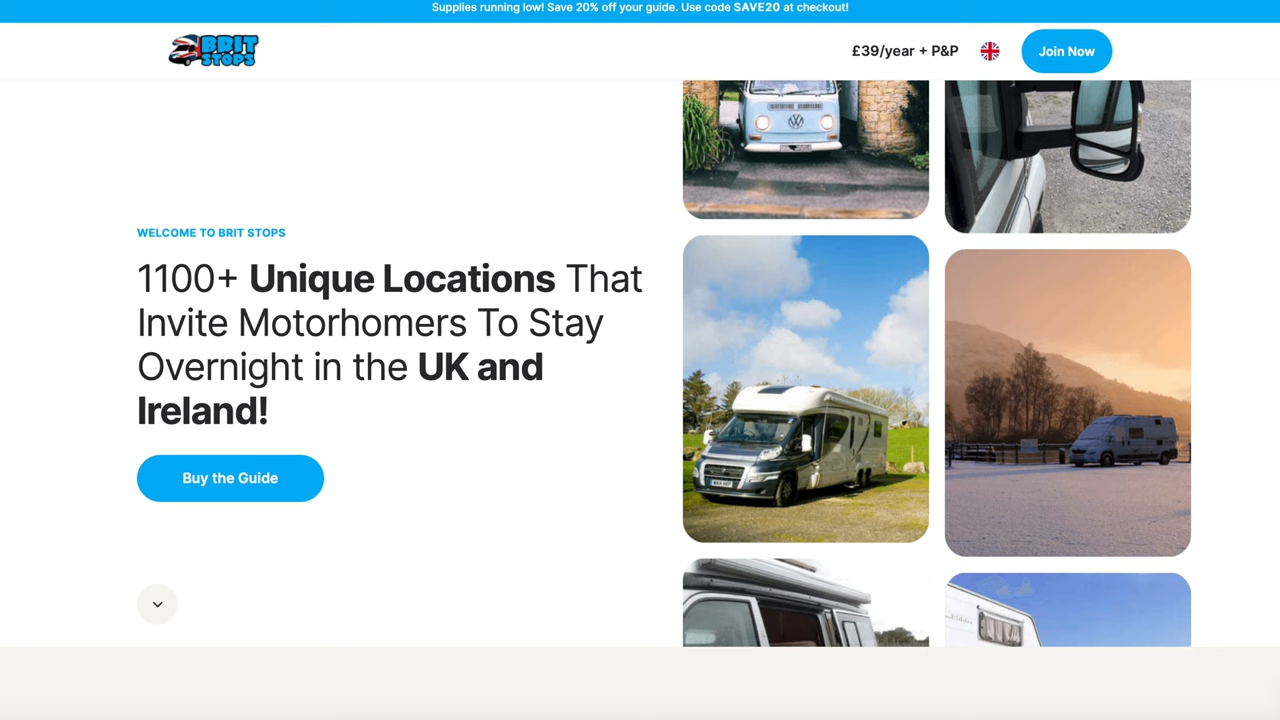 Supplies running low! Save 20% off your guide. Use code SAVE20 at checkout!
BRIT
STOPS
£39/year + P&P
Join Now
WELCOME TO BRIT STOPS
1100+ Unique Locations That
Invite Motorhomers To Stay
Overnight in the UK and
Ireland!
Buy the Guide